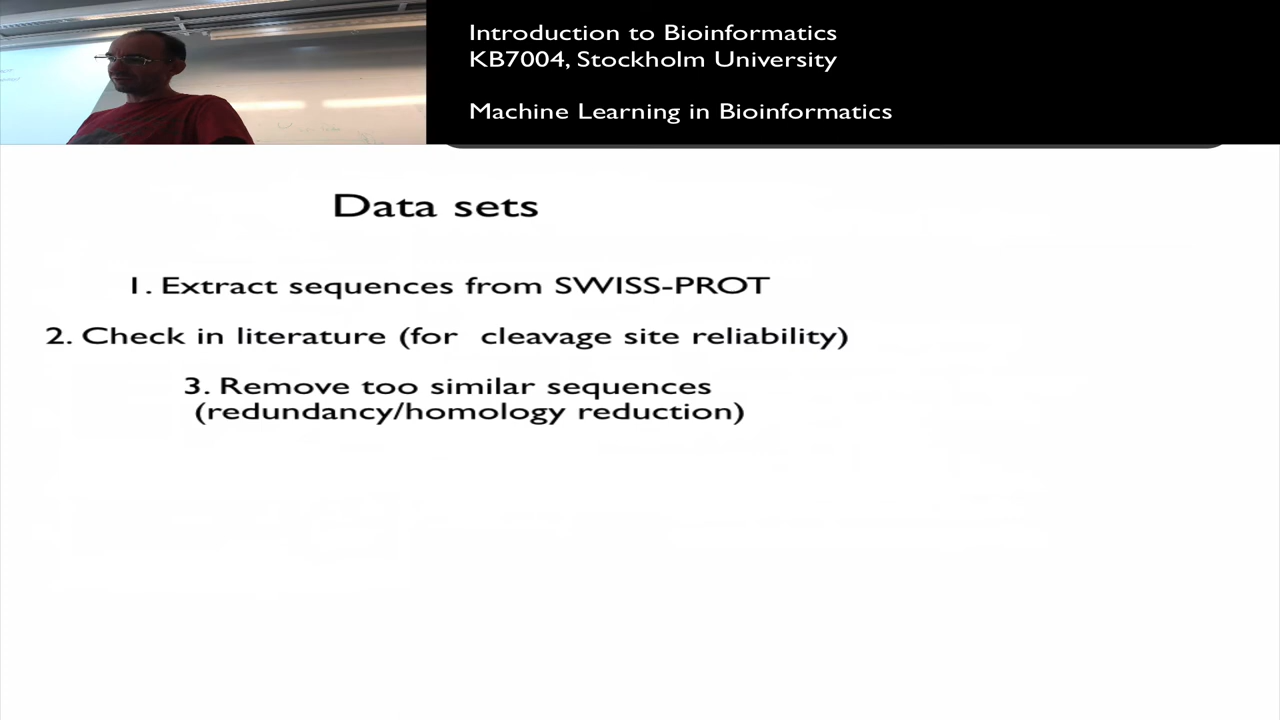 Introduction to Bioinformatics
KB7004, Stockholm University
Machine Learning in Bioinformatics
Data sets
1. Extract sequences from SWISS-PROT
2. Check in literature (for cleavage site reliability)
3. Remove too similar sequences
(redundancy/homology reduction)